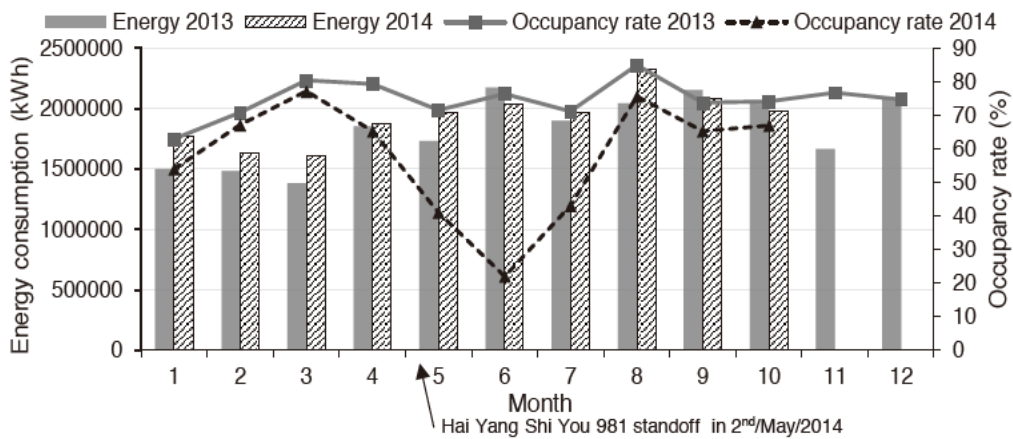 Energy 2013 Energy 2014 Occupancy rate 2013 Occupancy rate 2014
Energy consumption (kWh)
2500000
2000000
1500000
1000000
500000
0
90
80
70
60
50
40
30
20
10
0
Occupancy rate (%)
1 2 3 4 5 6 7 8 9 10 11 12
Month
Hai Yang Shi You 981 standoff in 2nd/May/2014